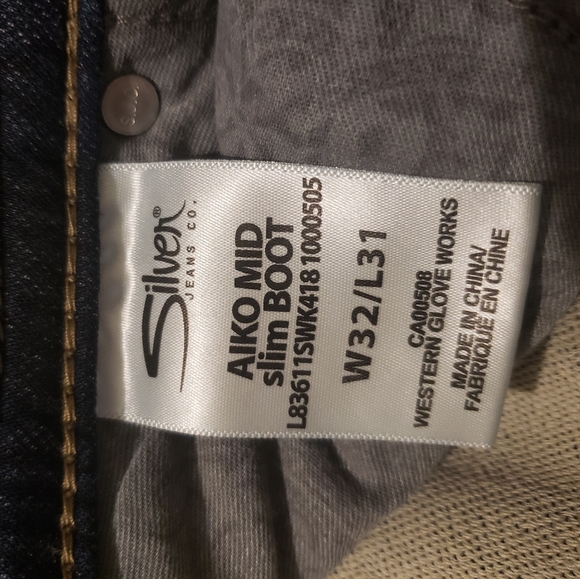 Silver®
JEANS CO.
AIKO MID
slim BOOT
L83611SWK418 1000505
W32/L31
CA00508
WESTERN GLOVE WORKS
MADE IN CHINA/
FABRIQUE EN CHINE